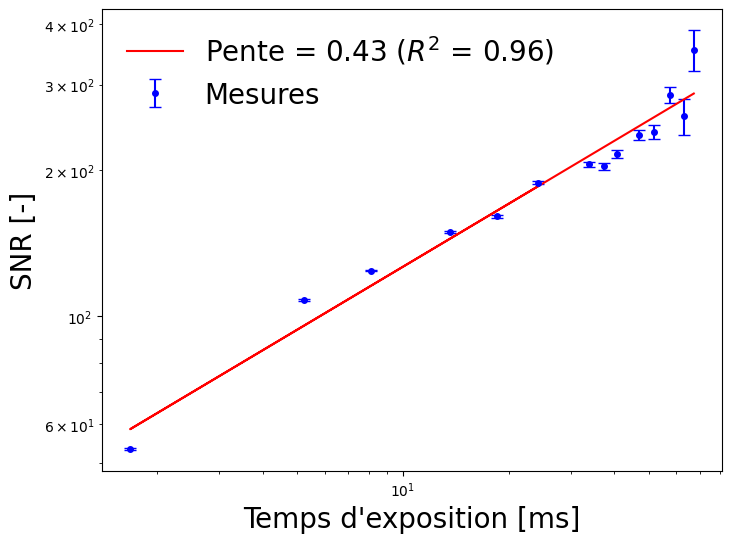 Pente = 0.43 (R² = 0.96)
Mesures
SNR [-]
4 × 10²
3 × 10²
2 × 10²
10²
6 × 10¹
10¹
Temps d'exposition [ms]